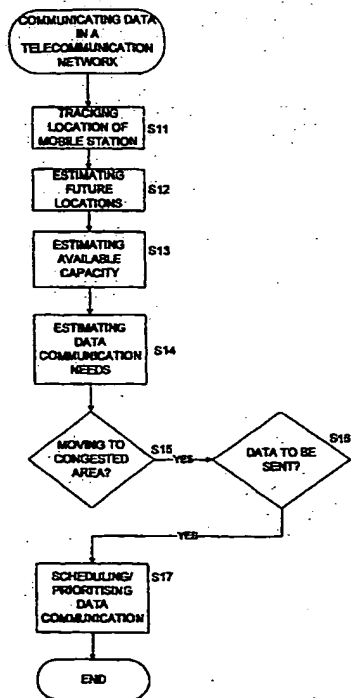 COMMUNICATING DATA
IN A
TELECOMMUNICATION
NETWORK
TRACKING
LOCATION OF
MOBILE STATION
S11
ESTIMATING
FUTURE
LOCATIONS
S12
ESTIMATING
AVAILABLE
CAPACITY
S13
ESTIMATING
DATA
COMMUNICATION
NEEDS
S14
MOVING TO
CONGESTED
AREA?
S15
YES
DATA TO BE
SENT?
S16
YES
SCHEDULING/
PRIORITISING
DATA
COMMUNICATION
S17
END